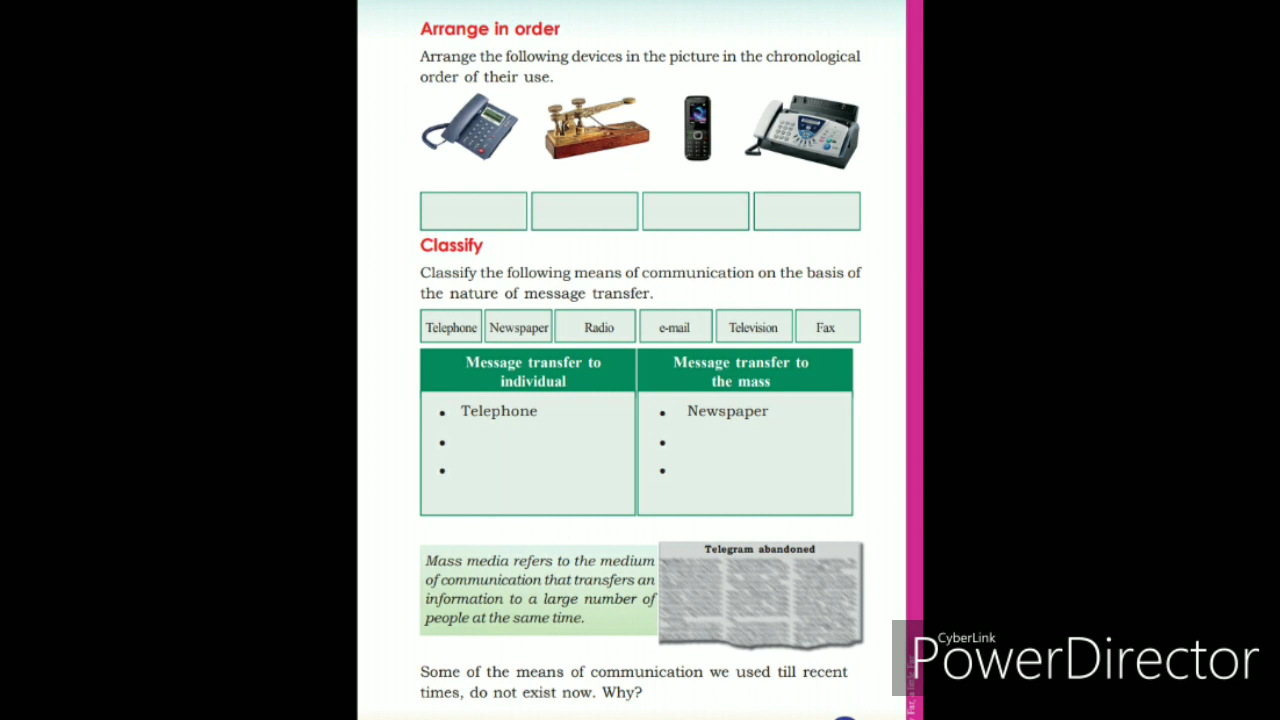 Arrange in order
Arrange the following devices in the picture in the chronological
order of their use.
Classify
Classify the following means of communication on the basis of
the nature of message transfer.
Telephone Newspaper Radio e-mail Television Fax
Message transfer to individual
Message transfer to the mass
• Telephone
•
•
• Newspaper
•
•
Mass media refers to the medium
of communication that transfers an
information to a large number of
people at the same time.
Telegram abandoned
Some of the means of communication we used till recent
times, do not exist now. Why?
CyberLink
PowerDirector